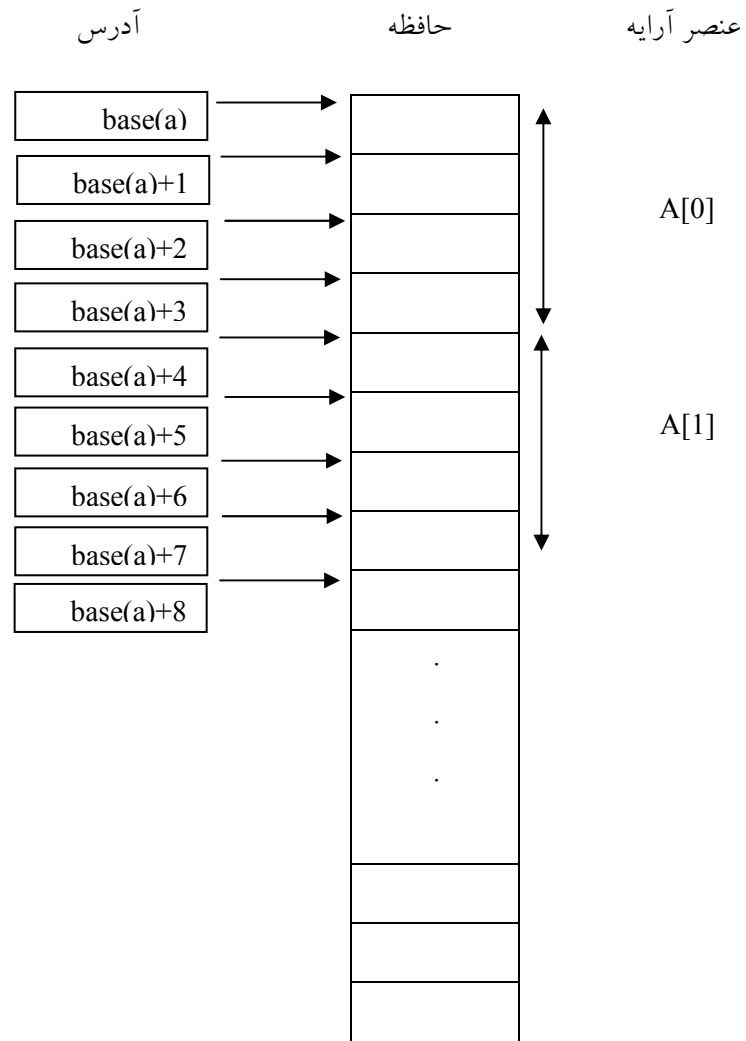 عنصر آرایه حافظه آدرس
base(a)
base(a)+1
A[0]
base(a)+2
base(a)+3
base(a)+4
A[1]
base(a)+5
base(a)+6
base(a)+7
base(a)+8
.
.
.